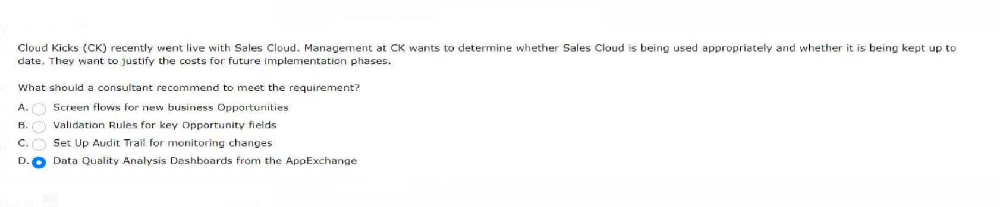 Cloud Kicks (CK) recently went live with Sales Cloud. Management at CK wants to determine whether Sales Cloud is being used appropriately and whether it is being kept up to
date. They want to justify the costs for future implementation phases.
What should a consultant recommend to meet the requirement?
A. Screen flows for new business Opportunities
B. Validation Rules for key Opportunity fields
C. Set Up Audit Trail for monitoring changes
D. Data Quality Analysis Dashboards from the AppExchange